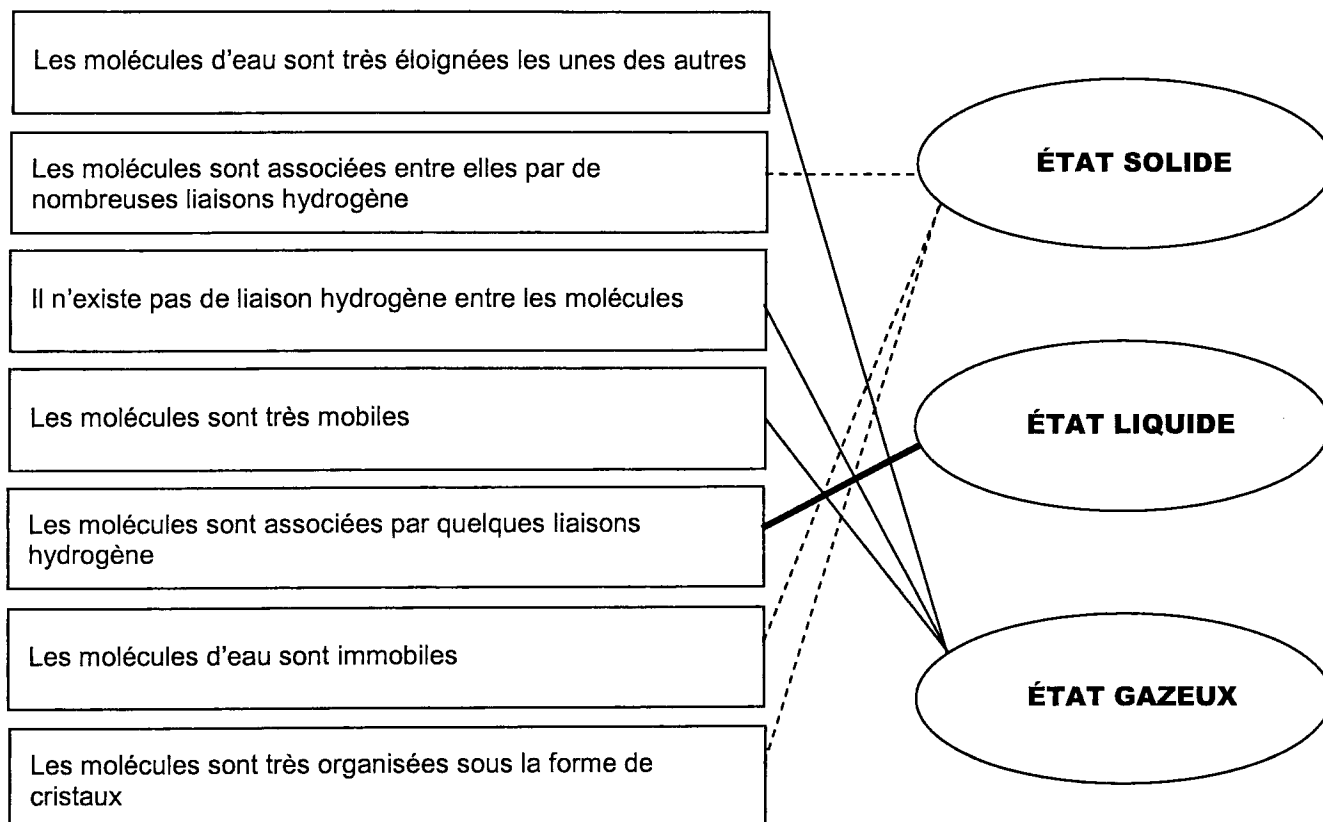 Les molécules d'eau sont très éloignées les unes des autres
Les molécules sont associées entre elles par de
nombreuses liaisons hydrogène
Il n'existe pas de liaison hydrogène entre les molécules
Les molécules sont très mobiles
Les molécules sont associées par quelques liaisons
hydrogène
Les molécules d'eau sont immobiles
Les molécules sont très organisées sous la forme de
cristaux
ÉTAT SOLIDE
ÉTAT LIQUIDE
ÉTAT GAZEUX